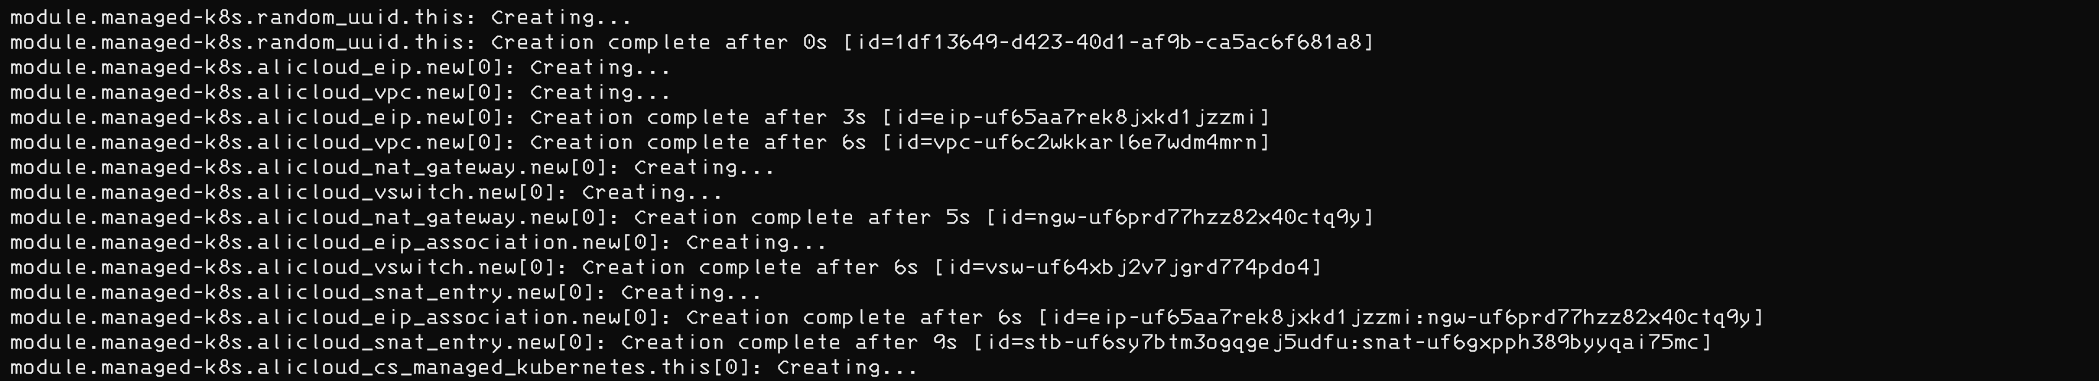 module.managed-k8s.random_uuid.this: Creating...
module.managed-k8s.random_uuid.this: Creation complete after 0s [id=1df13649-d423-40d1-af9b-ca5ac6f681a8]
module.managed-k8s.alicloud_eip.new[0]: Creating...
module.managed-k8s.alicloud_vpc.new[0]: Creating...
module.managed-k8s.alicloud_eip.new[0]: Creation complete after 3s [id=eip-uf65aa7rek8jxkd1jzzmi]
module.managed-k8s.alicloud_vpc.new[0]: Creation complete after 6s [id=vpc-uf6c2wkkarl6e7wdm4mrn]
module.managed-k8s.alicloud_nat_gateway.new[0]: Creating...
module.managed-k8s.alicloud_vswitch.new[0]: Creating...
module.managed-k8s.alicloud_nat_gateway.new[0]: Creation complete after 5s [id=ngw-uf6prd77hzz82x40ctq9y]
module.managed-k8s.alicloud_eip_association.new[0]: Creating...
module.managed-k8s.alicloud_vswitch.new[0]: Creation complete after 6s [id=vsw-uf64xbj2v7jgrd774pdo4]
module.managed-k8s.alicloud_snat_entry.new[0]: Creating...
module.managed-k8s.alicloud_eip_association.new[0]: Creation complete after 6s [id=eip-uf65aa7rek8jxkd1jzzmi:ngw-uf6prd77hzz82x40ctq9y]
module.managed-k8s.alicloud_snat_entry.new[0]: Creation complete after 9s [id=stb-uf6sy7btm3ogqgej5udfu:snat-uf6gxpph389byyqai75mc]
module.managed-k8s.alicloud_cs_managed_kubernetes.this[0]: Creating...